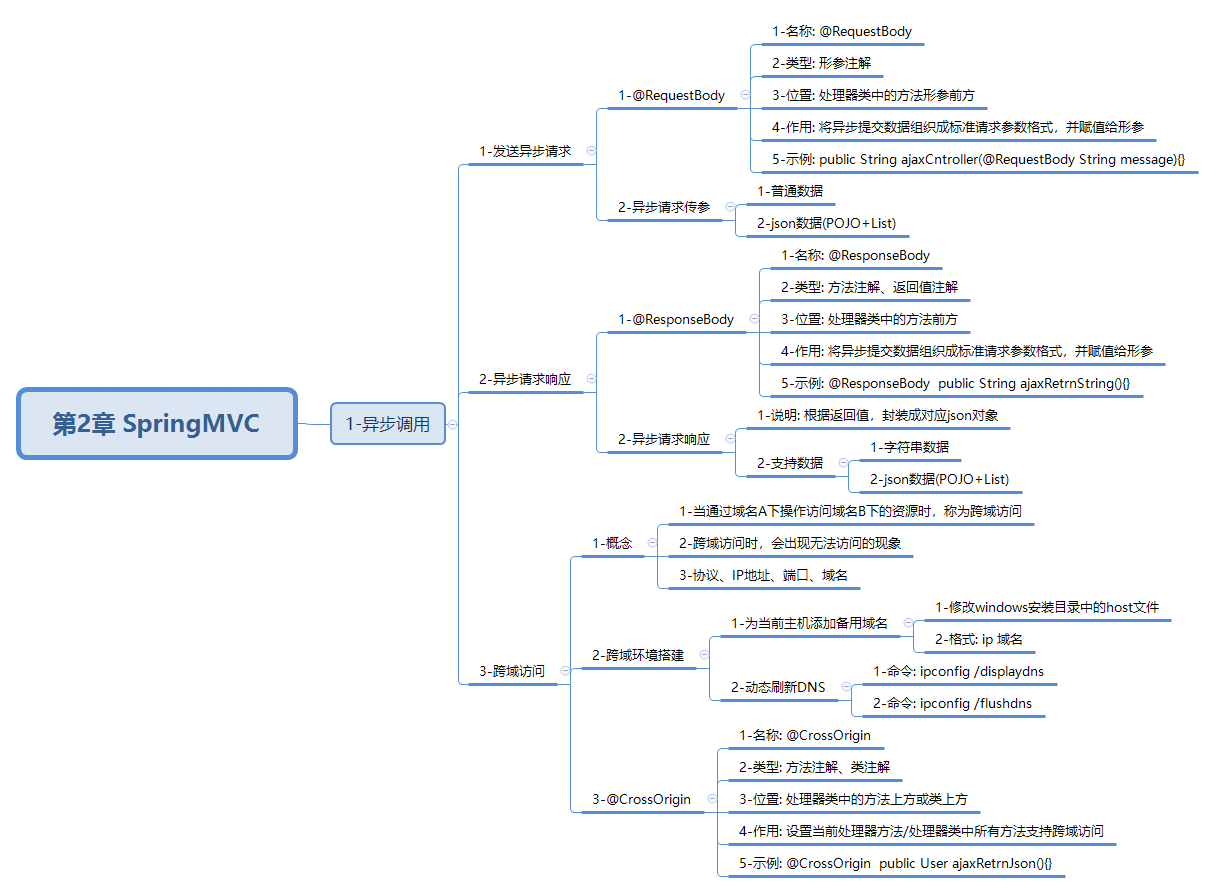 第2章 SpringMVC
1-异步调用
1-发送异步请求
1-@RequestBody
1-名称: @RequestBody
2-类型: 形参注解
3-位置: 处理器类中的方法形参前方
4-作用: 将异步提交数据组织成标准请求参数格式，并赋值给形参
5-示例: public String ajaxCntroller(@RequestBody String message){}
2-异步请求传参
1-普通数据
2-json数据(POJO+List)
2-异步请求响应
1-@ResponseBody
1-名称: @ResponseBody
2-类型: 方法注解、返回值注解
3-位置: 处理器类中的方法前方
4-作用: 将异步提交数据组织成标准请求参数格式，并赋值给形参
5-示例: @ResponseBody  public String ajaxRetrnString(){}
2-异步请求响应
1-说明: 根据返回值，封装成对应json对象
2-支持数据
1-字符串数据
2-json数据(POJO+List)
3-跨域访问
1-概念
1-当通过域名A下操作访问域名B下的资源时，称为跨域访问
2-跨域访问时，会出现无法访问的现象
3-协议、IP地址、端口、域名
2-跨域环境搭建
1-为当前主机添加备用域名
1-修改windows安装目录中的host文件
2-格式: ip 域名
2-动态刷新DNS
1-命令: ipconfig /displaydns
2-命令: ipconfig /flushdns
3-@CrossOrigin
1-名称: @CrossOrigin
2-类型: 方法注解、类注解
3-位置: 处理器类中的方法上方或类上方
4-作用: 设置当前处理器方法/处理器类中所有方法支持跨域访问
5-示例: @CrossOrigin  public User ajaxRetrnJson(){}